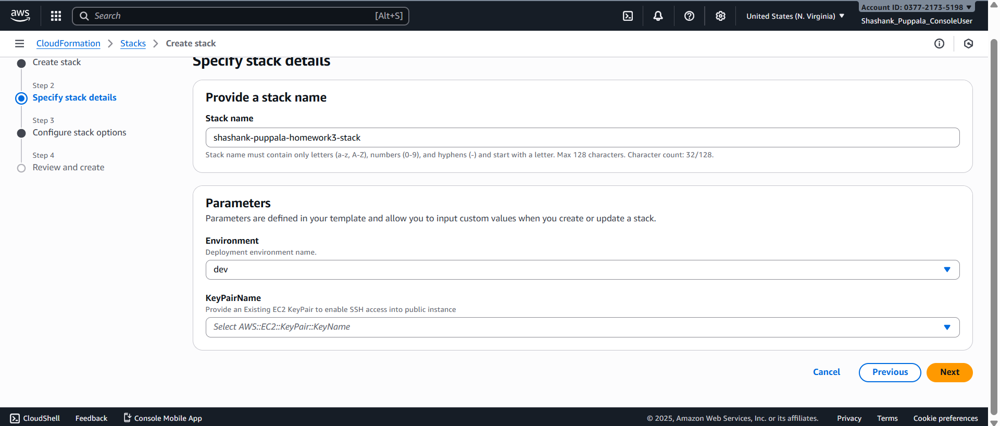 aws
Search [Alt+S]
United States (N. Virginia)
Account ID: 0377-2173-5198
Shashank_Puppala_ConsoleUser
CloudFormation > Stacks > Create stack
Create stack
Step 2
Specify stack details
Step 3
Configure stack options
Step 4
Review and create
Specify stack details
Provide a stack name
Stack name
shashank-puppala-homework3-stack
Stack name must contain only letters (a-z, A-Z), numbers (0-9), and hyphens (-) and start with a letter. Max 128 characters. Character count: 32/128.
Parameters
Parameters are defined in your template and allow you to input custom values when you create or update a stack.
Environment
Deployment environment name.
dev
KeyPairName
Provide an Existing EC2 KeyPair to enable SSH access into public instance
Select AWS::EC2::KeyPair::KeyName
Cancel Previous Next
CloudShell Feedback Console Mobile App © 2025, Amazon Web Services, Inc. or its affiliates. Privacy Terms Cookie preferences